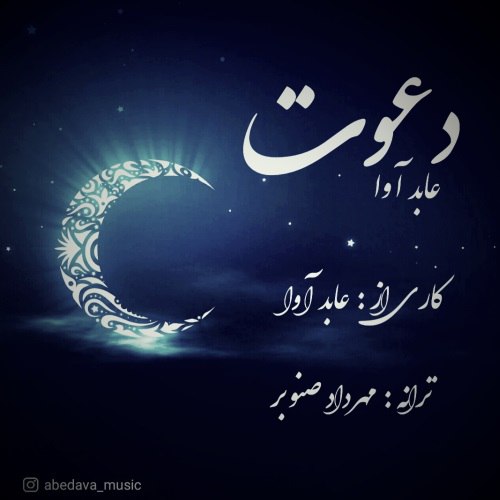 دعوت
عابد آوا
کاری از : عابد آوا
ترانه : مهرداد صنوبر
abedava_music